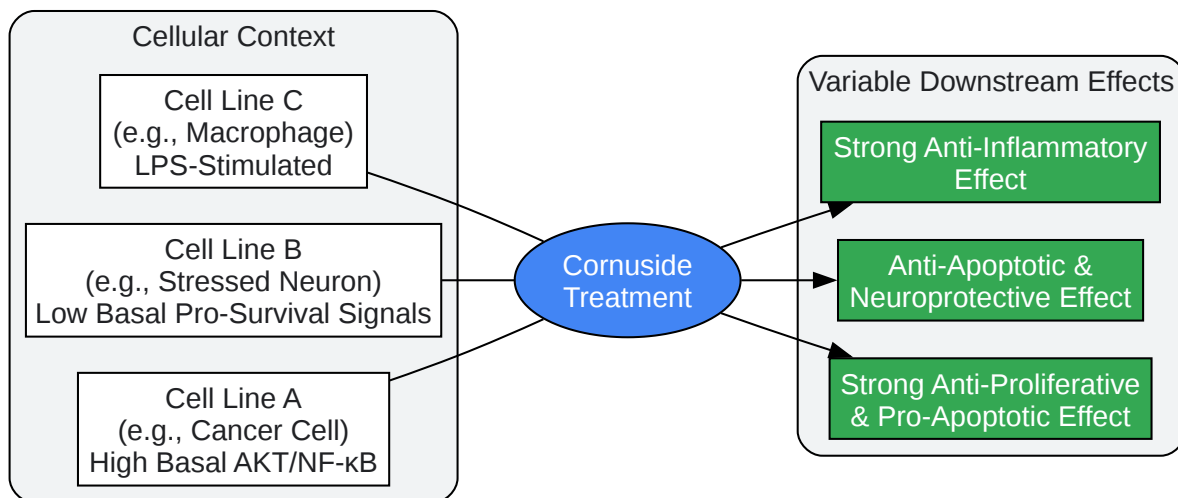 Cellular Context
Cell Line C
(e.g., Macrophage)
LPS-Stimulated
Cell Line B
(e.g., Stressed Neuron)
Low Basal Pro-Survival Signals
Cell Line A
(e.g., Cancer Cell)
High Basal AKT/NF-κB
Cornuside
Treatment
Variable Downstream Effects
Strong Anti-Inflammatory
Effect
Anti-Apoptotic &
Neuroprotective Effect
Strong Anti-Proliferative
& Pro-Apoptotic Effect